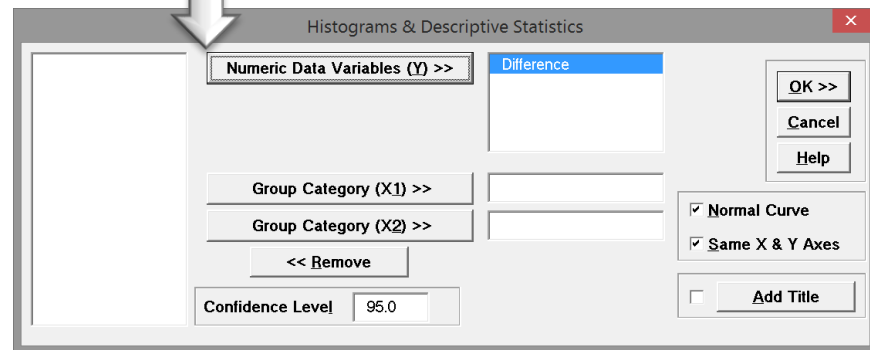 Histograms & Descriptive Statistics
Numeric Data Variables (Y) >>
Difference
OK >>
Cancel
Help
Group Category (X1) >>
Group Category (X2) >>
<< Remove
Normal Curve
Same X & Y Axes
Confidence Level
95.0
Add Title